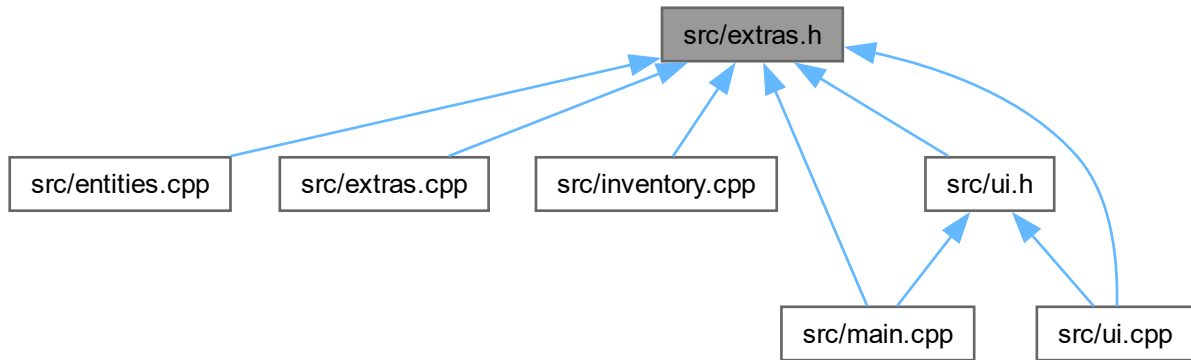 src/extras.h
src/entities.cpp
src/extras.cpp
src/inventory.cpp
src/ui.h
src/main.cpp
src/ui.cpp